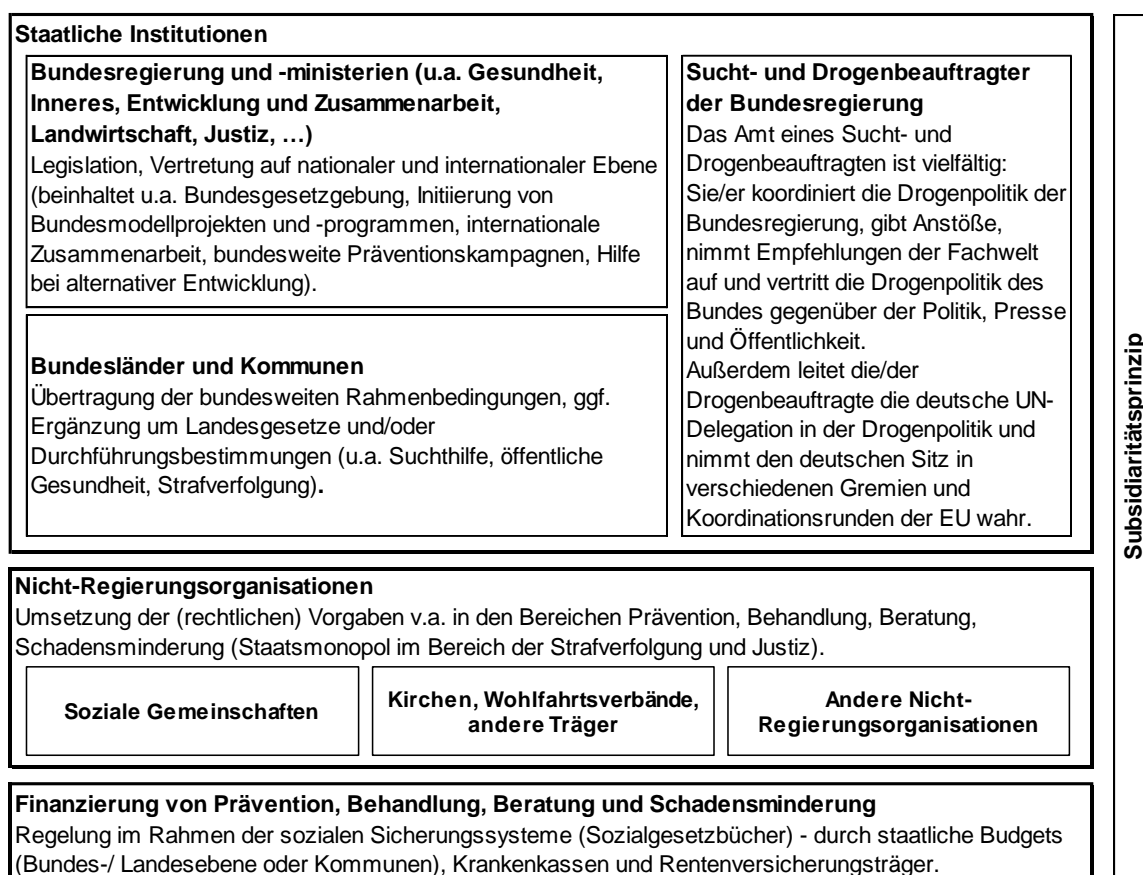 Staatliche Institutionen
Bundesregierung und -ministerien (u.a. Gesundheit,
Inneres, Entwicklung und Zusammenarbeit,
Landwirtschaft, Justiz, …)
Legislation, Vertretung auf nationaler und internationaler Ebene
(beinhaltet u.a. Bundesgesetzgebung, Initiierung von
Bundesmodellprojekten und -programmen, internationale
Zusammenarbeit, bundesweite Präventionskampagnen, Hilfe
bei alternativer Entwicklung).
Bundesländer und Kommunen
Übertragung der bundesweiten Rahmenbedingungen, ggf.
Ergänzung um Landesgesetze und/oder
Durchführungsbestimmungen (u.a. Suchthilfe, öffentliche
Gesundheit, Strafverfolgung).
Sucht- und Drogenbeauftragter
der Bundesregierung
Das Amt eines Sucht- und
Drogenbeauftragten ist vielfältig:
Sie/er koordiniert die Drogenpolitik der
Bundesregierung, gibt Anstöße,
nimmt Empfehlungen der Fachwelt
auf und vertritt die Drogenpolitik des
Bundes gegenüber der Politik, Presse
und Öffentlichkeit.
Außerdem leitet die/der
Drogenbeauftragte die deutsche UN-
Delegation in der Drogenpolitik und
nimmt den deutschen Sitz in
verschiedenen Gremien und
Koordinationsrunden der EU wahr.
Nicht-Regierungsorganisationen
Umsetzung der (rechtlichen) Vorgaben v.a. in den Bereichen Prävention, Behandlung, Beratung,
Schadensminderung (Staatsmonopol im Bereich der Strafverfolgung und Justiz).
Soziale Gemeinschaften
Kirchen, Wohlfahrtsverbände,
andere Träger
Andere Nicht-
Regierungsorganisationen
Finanzierung von Prävention, Behandlung, Beratung und Schadensminderung
Regelung im Rahmen der sozialen Sicherungssysteme (Sozialgesetzbücher) - durch staatliche Budgets
(Bundes-/ Landesebene oder Kommunen), Krankenkassen und Rentenversicherungsträger.
Subsidiaritätsprinzip